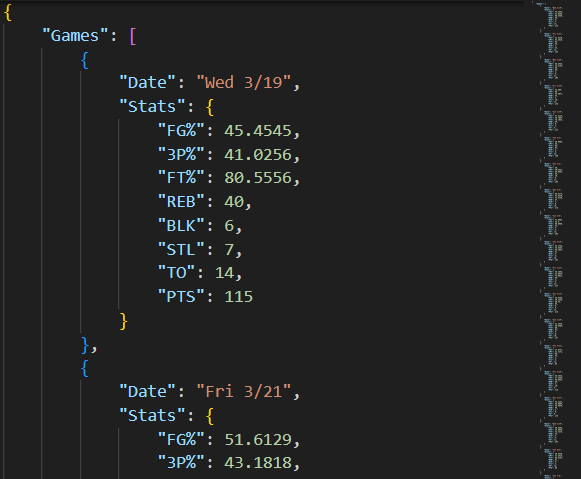 {
    "Games": [
        {
            "Date": "Wed 3/19",
            "Stats": {
                "FG%": 45.4545,
                "3P%": 41.0256,
                "FT%": 80.5556,
                "REB": 40,
                "BLK": 6,
                "STL": 7,
                "TO": 14,
                "PTS": 115
            }
        },
        {
            "Date": "Fri 3/21",
            "Stats": {
                "FG%": 51.6129,
                "3P%": 43.1818,